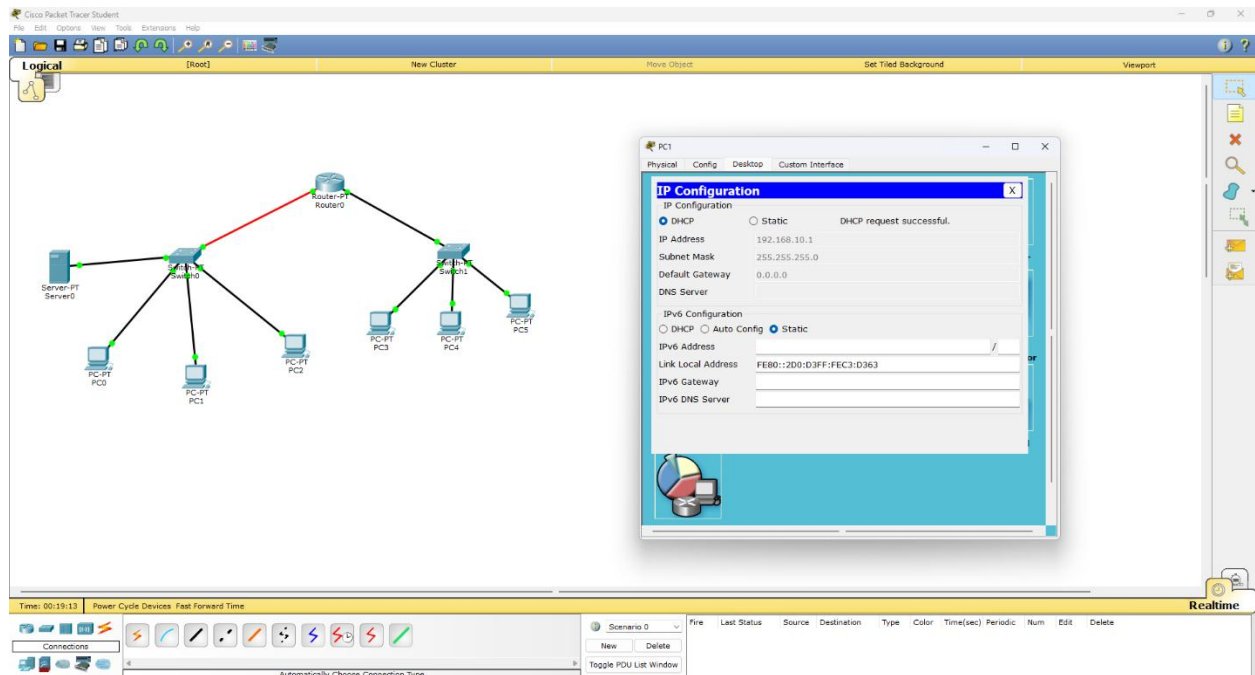 Cisco Packet Tracer Student
File Edit Options View Tools Extensions Help
Logical [Root] New Cluster Move Object Set Tiled Background Viewport
Router-PT
Router0
Switch-PT
Switch0
Switch-PT
Switch1
Server-PT
Server0
PC-PT
PC0
PC-PT
PC1
PC-PT
PC2
PC-PT
PC3
PC-PT
PC4
PC-PT
PC5
PC1
Physical Config Desktop Custom Interface
IP Configuration X
IP Configuration
DHCP Static DHCP request successful.
IP Address 192.168.10.1
Subnet Mask 255.255.255.0
Default Gateway 0.0.0.0
DNS Server
IPv6 Configuration
DHCP Auto Config Static
IPv6 Address /
Link Local Address FE80::2D0:D3FF:FEC3:D363
IPv6 Gateway
IPv6 DNS Server
or
Time: 00:19:13 Power Cycle Devices Fast Forward Time Realtime
Connections
Automatically Choose Connection Type
Scenario 0
New Delete
Toggle PDU List Window
Fire Last Status Source Destination Type Color Time(sec) Periodic Num Edit Delete